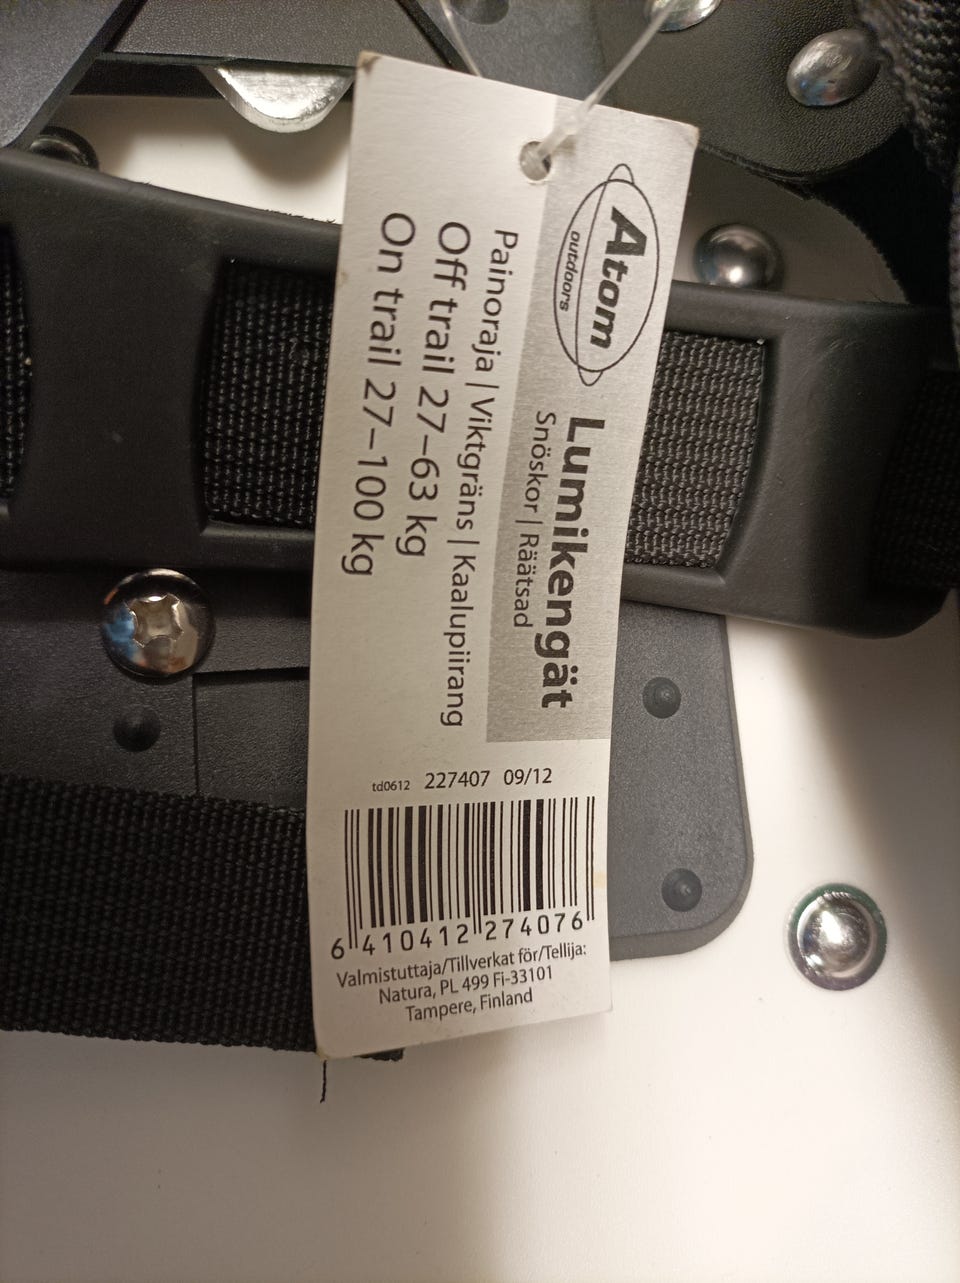 Atom
outdoors
Lumikengät
Snöskor | Räätsad
Painoraja | Viktgräns | Kaalupiirang
Off trail 27–63 kg
On trail 27–100 kg
td0612 227407 09/12
6 410412 274076
Valmistuttaja/Tillverkat för/Tellija:
Natura, PL 499 Fi-33101
Tampere, Finland